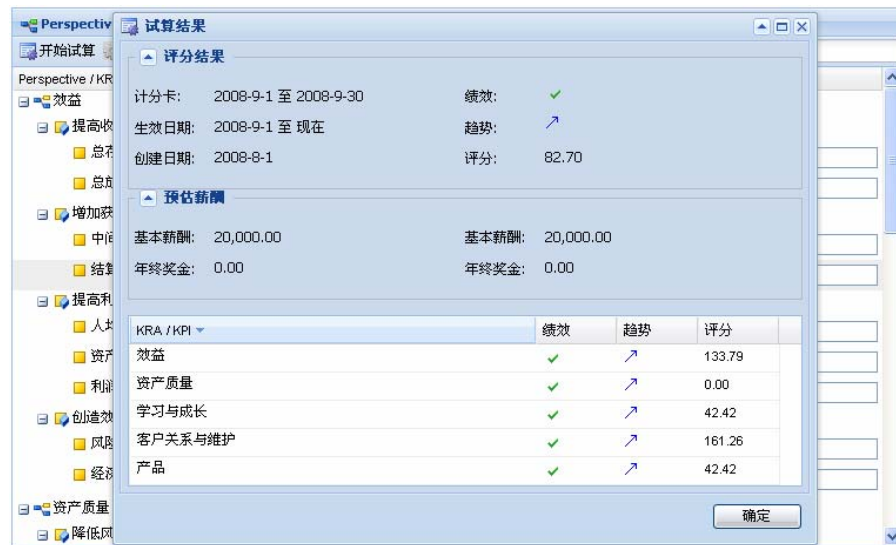 Perspectiv
试算结果
开始试算
评分结果
Perspective / KR
计分卡: 2008-9-1 至 2008-9-30 绩效:
效益
生效日期: 2008-9-1 至 现在 趋势:
提高收
创建日期: 2008-8-1 评分: 82.70
总存
总放
预估薪酬
增加获
基本薪酬: 20,000.00 基本薪酬: 20,000.00
中间
年终奖金: 0.00 年终奖金: 0.00
结算
提高利
人均
KRA / KPI 绩效 趋势 评分
资产
效益 133.79
利润
资产质量 0.00
创造效
学习与成长 42.42
风险
客户关系与维护 161.26
经济
产品 42.42
资产质量
确定
降低风